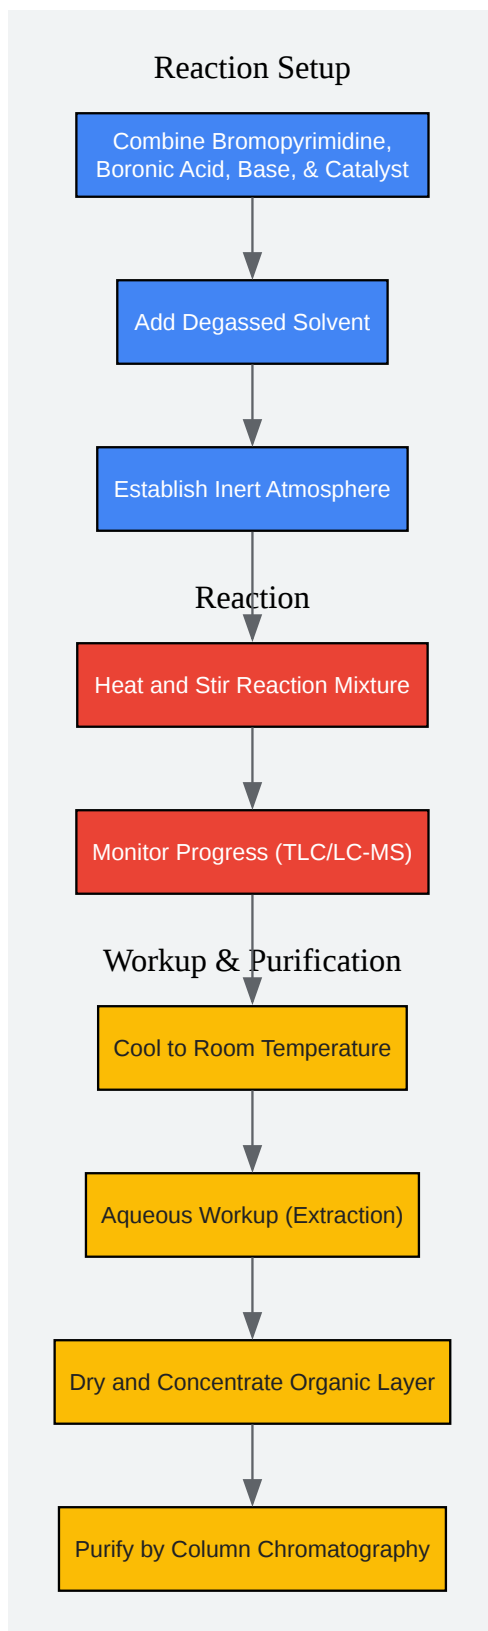 Reaction Setup
Combine Bromopyrimidine,
Boronic Acid, Base, & Catalyst
Add Degassed Solvent
Establish Inert Atmosphere
Reaction
Heat and Stir Reaction Mixture
Monitor Progress (TLC/LC-MS)
Workup & Purification
Cool to Room Temperature
Aqueous Workup (Extraction)
Dry and Concentrate Organic Layer
Purify by Column Chromatography